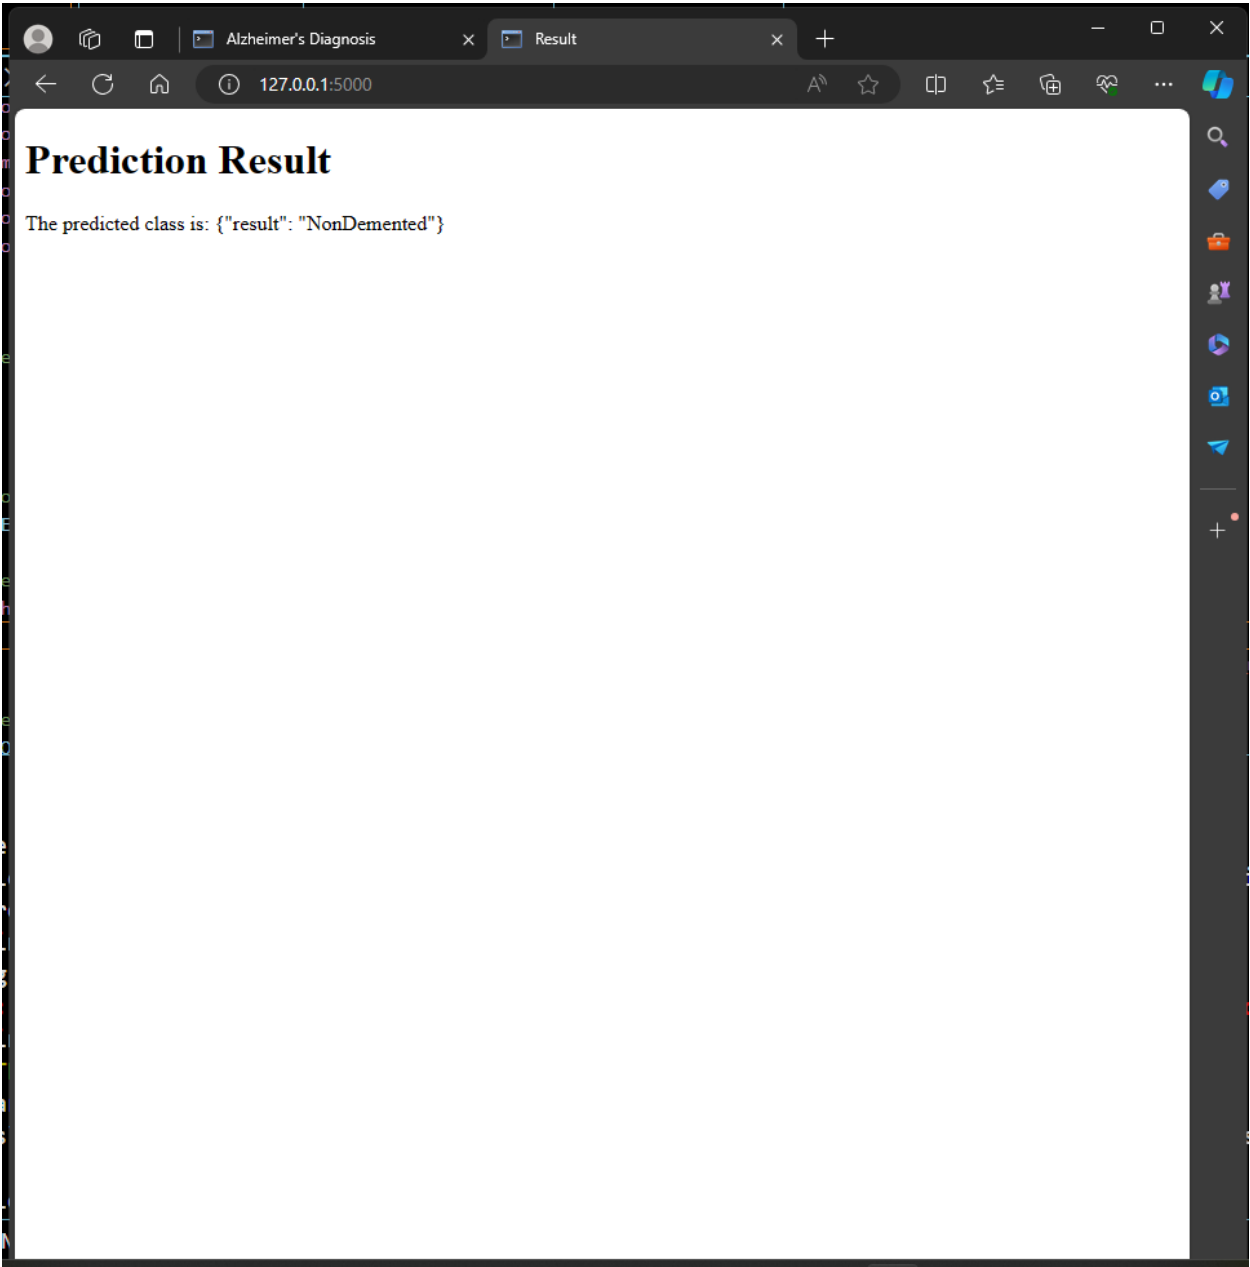 Alzheimer's Diagnosis
Result
127.0.0.1:5000
Prediction Result
The predicted class is: {"result": "NonDemented"}